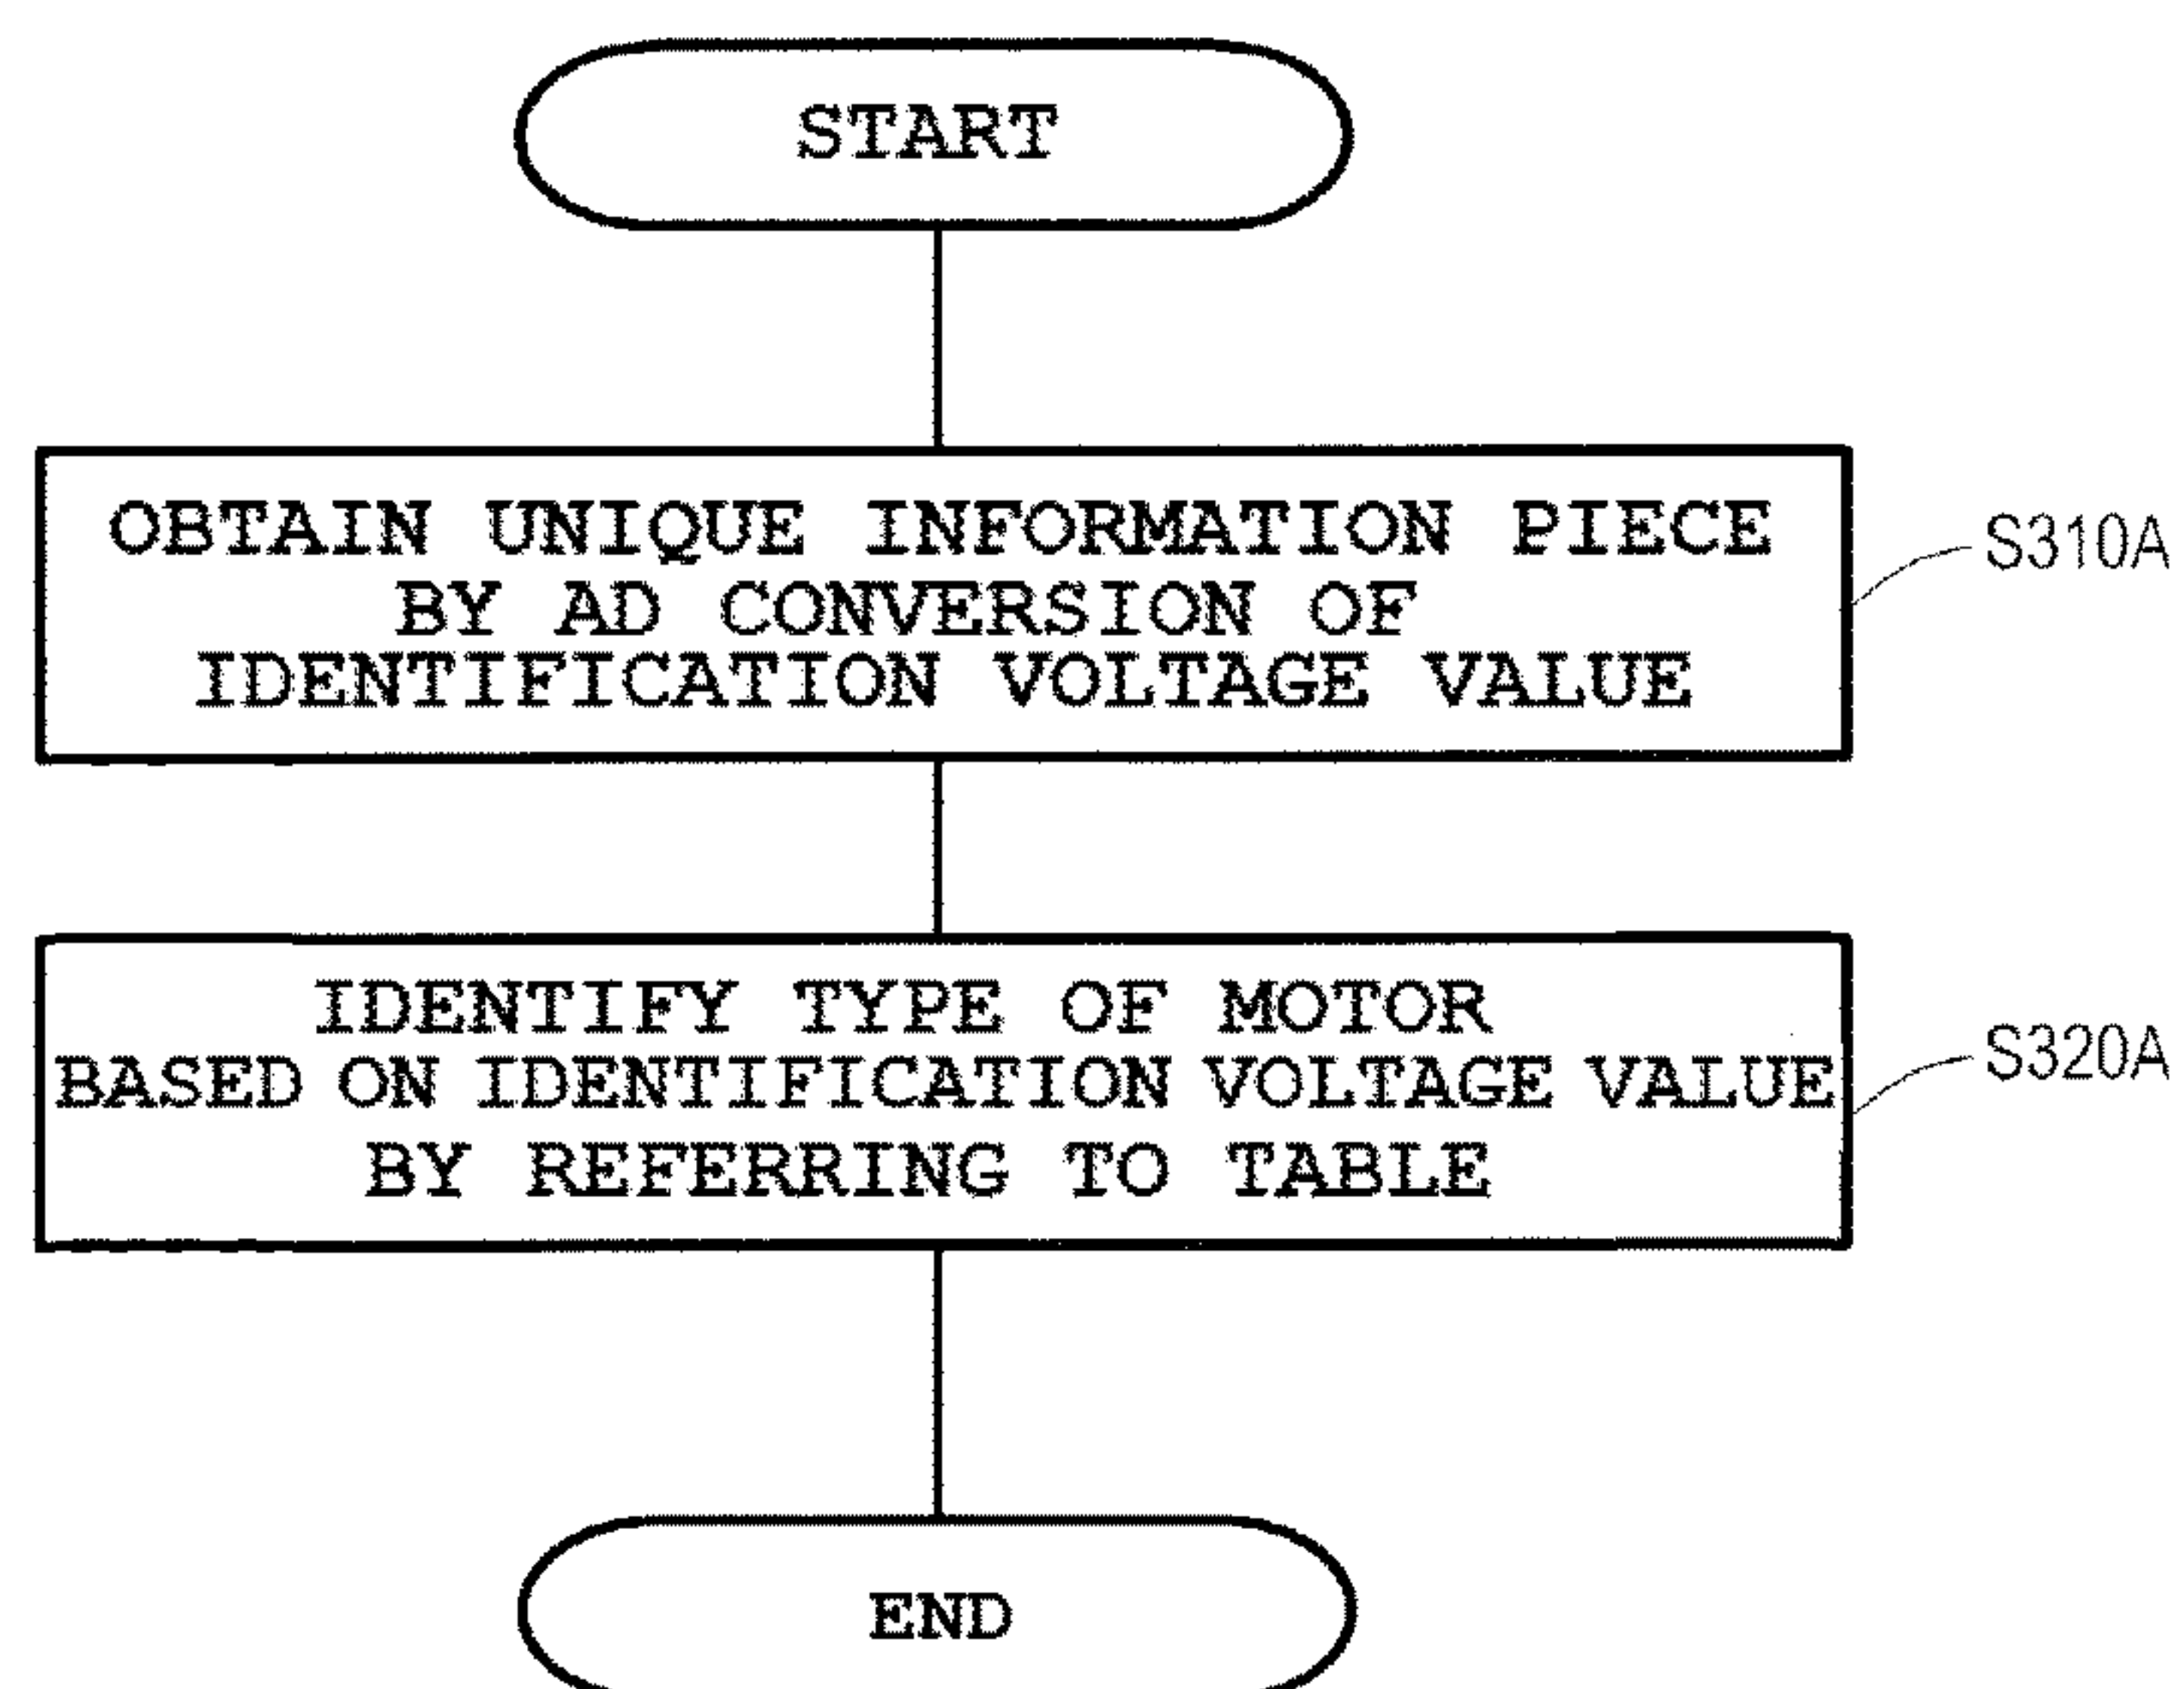 START
OBTAIN UNIQUE INFORMATION PIECE
BY AD CONVERSION OF
IDENTIFICATION VOLTAGE VALUE
S310A
IDENTIFY TYPE OF MOTOR
BASED ON IDENTIFICATION VOLTAGE VALUE
BY REFERRING TO TABLE
S320A
END